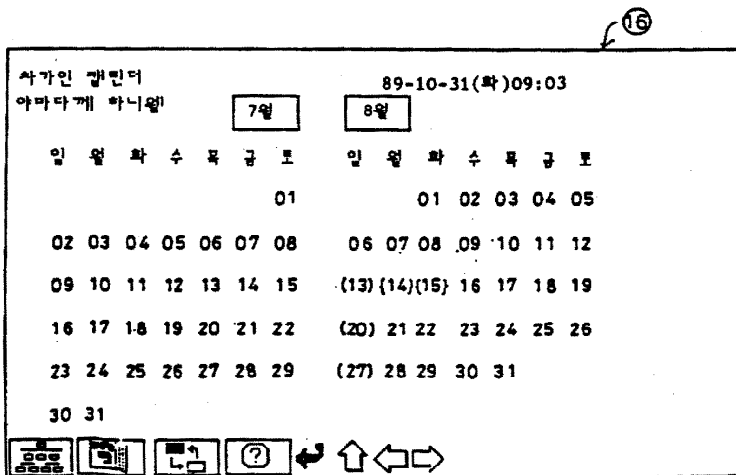 ⑯
사가인 캘린더 89-10-31(화)09:03
야마다께 하니월
7월 8월
일 월 화 수 목 금 토 일 월 화 수 목 금 토
01 01 02 03 04 05
02 03 04 05 06 07 08 06 07 08 09 10 11 12
09 10 11 12 13 14 15 (13) {14}{15} 16 17 18 19
16 17 18 19 20 21 22 (20) 21 22 23 24 25 26
23 24 25 26 27 28 29 (27) 28 29 30 31
30 31
?